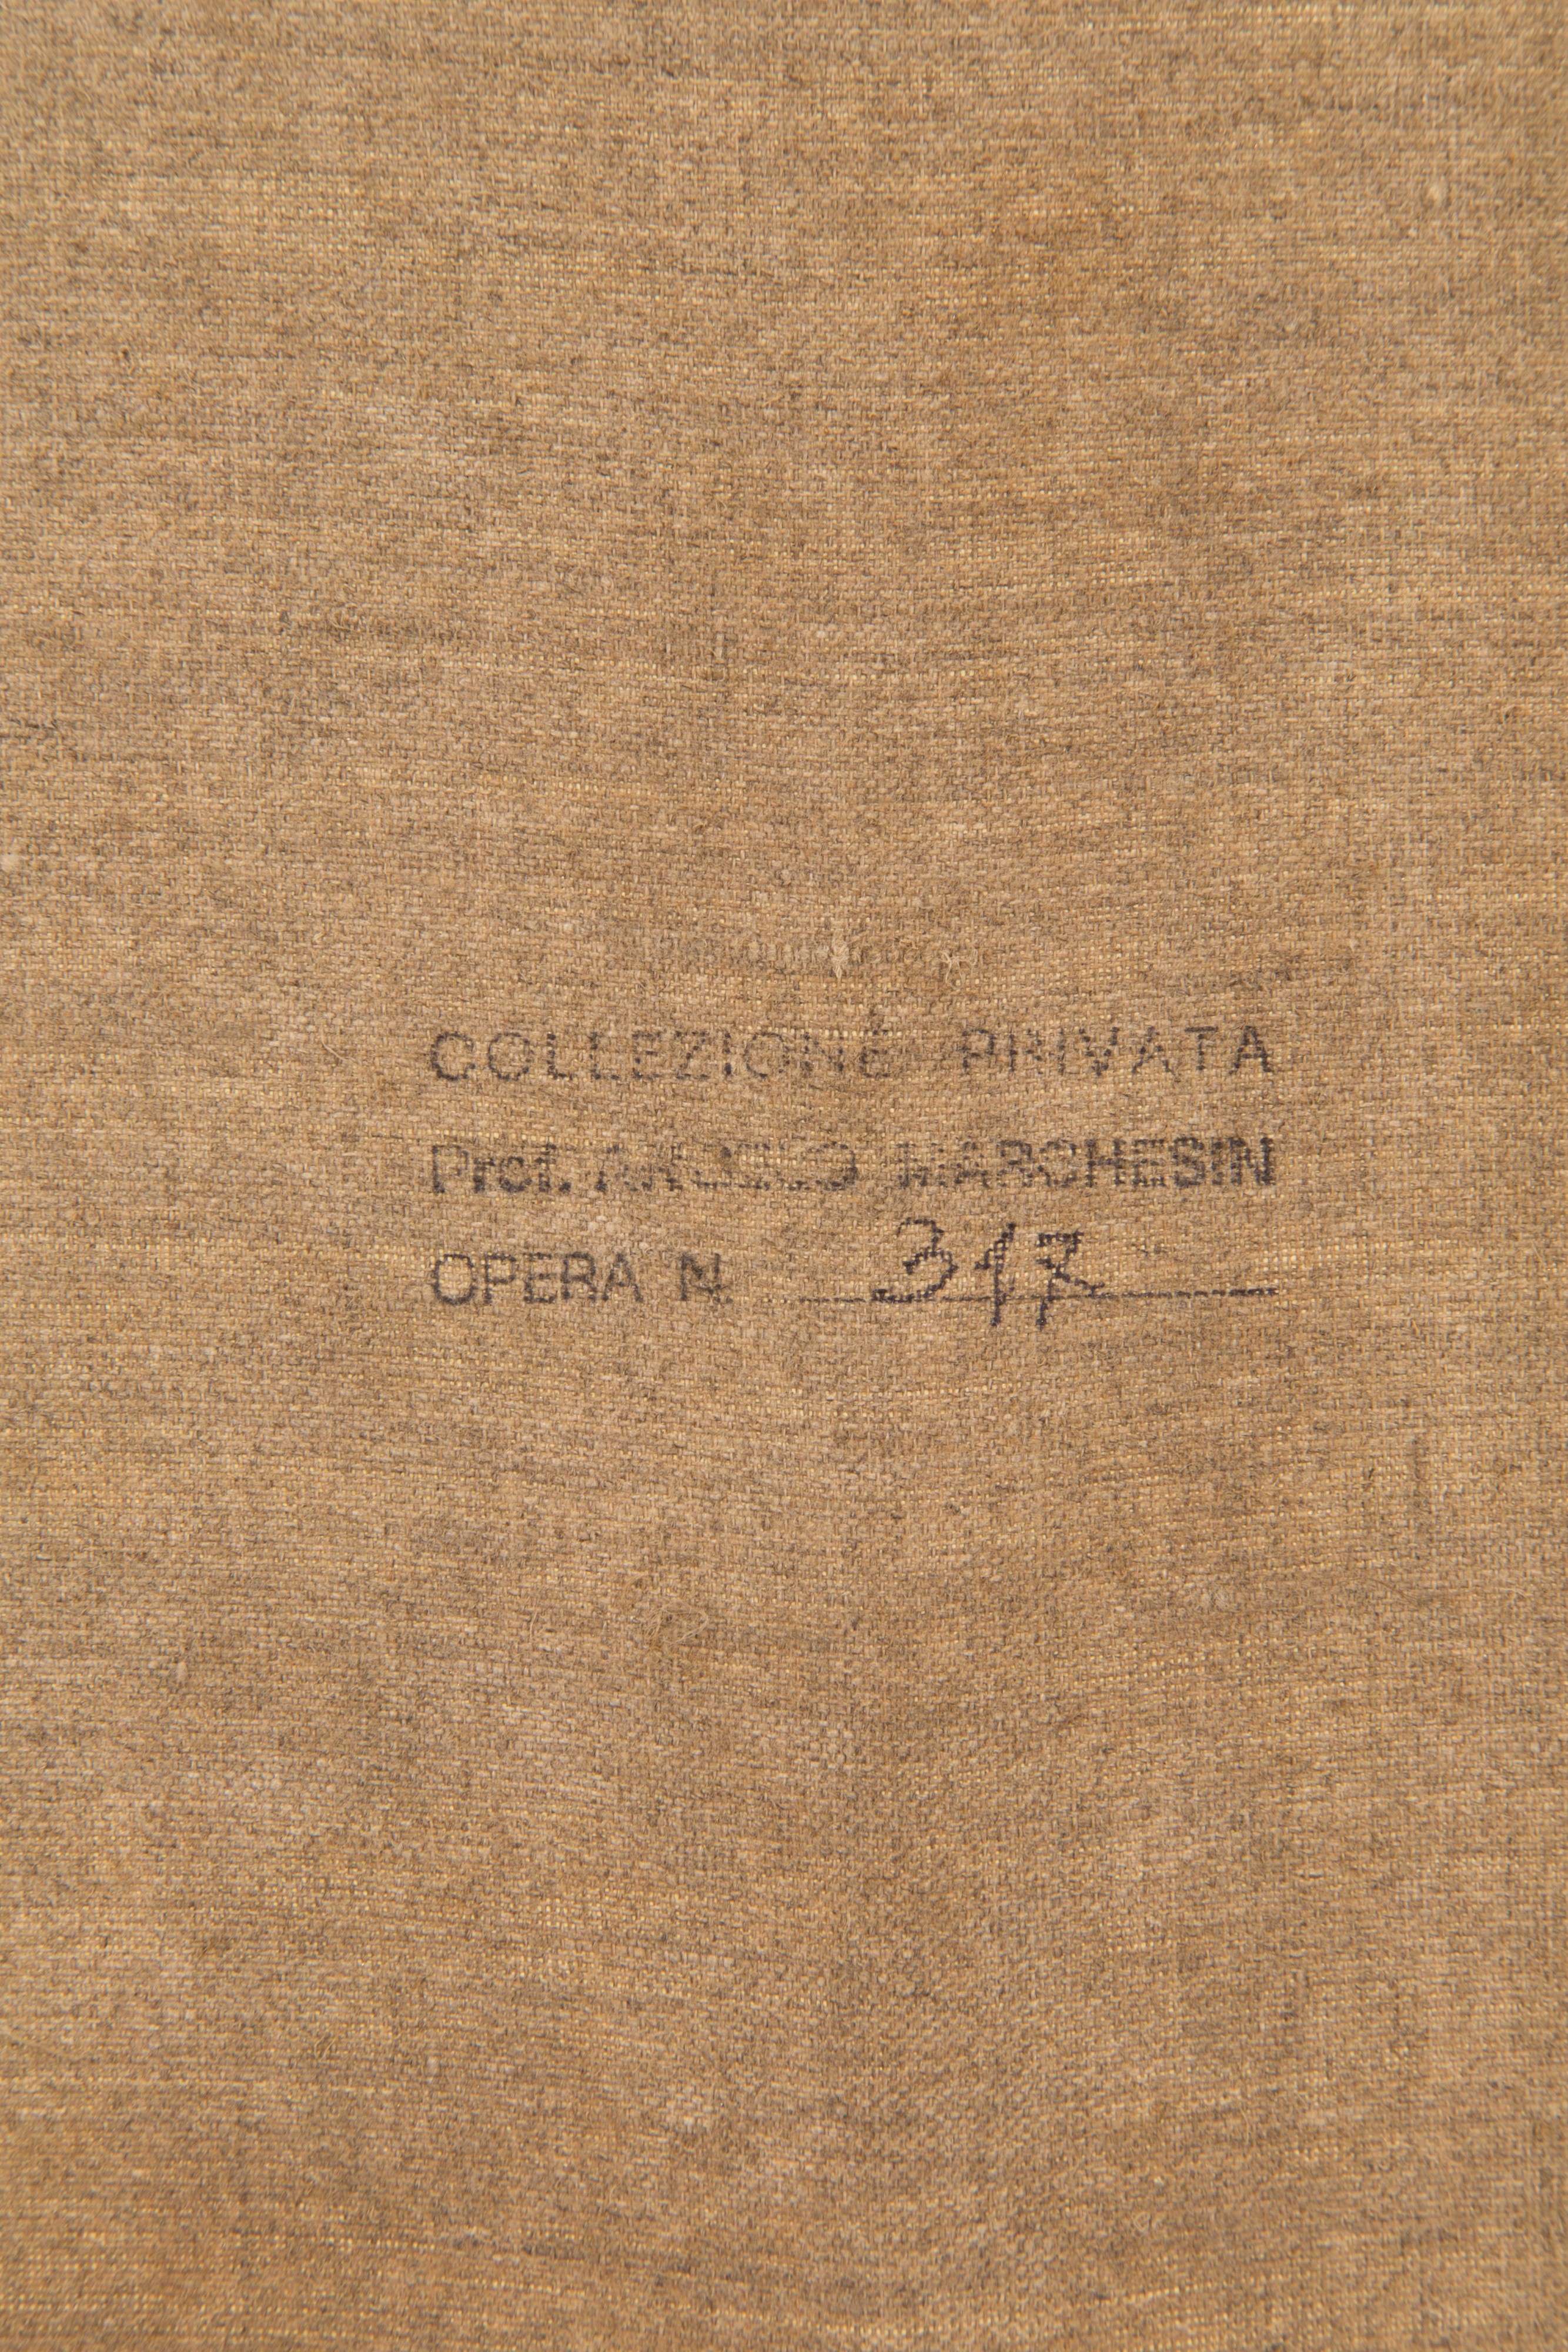 COLLEZIONE PRIVATA
Prof. MARCHESIN
OPERA N. 317